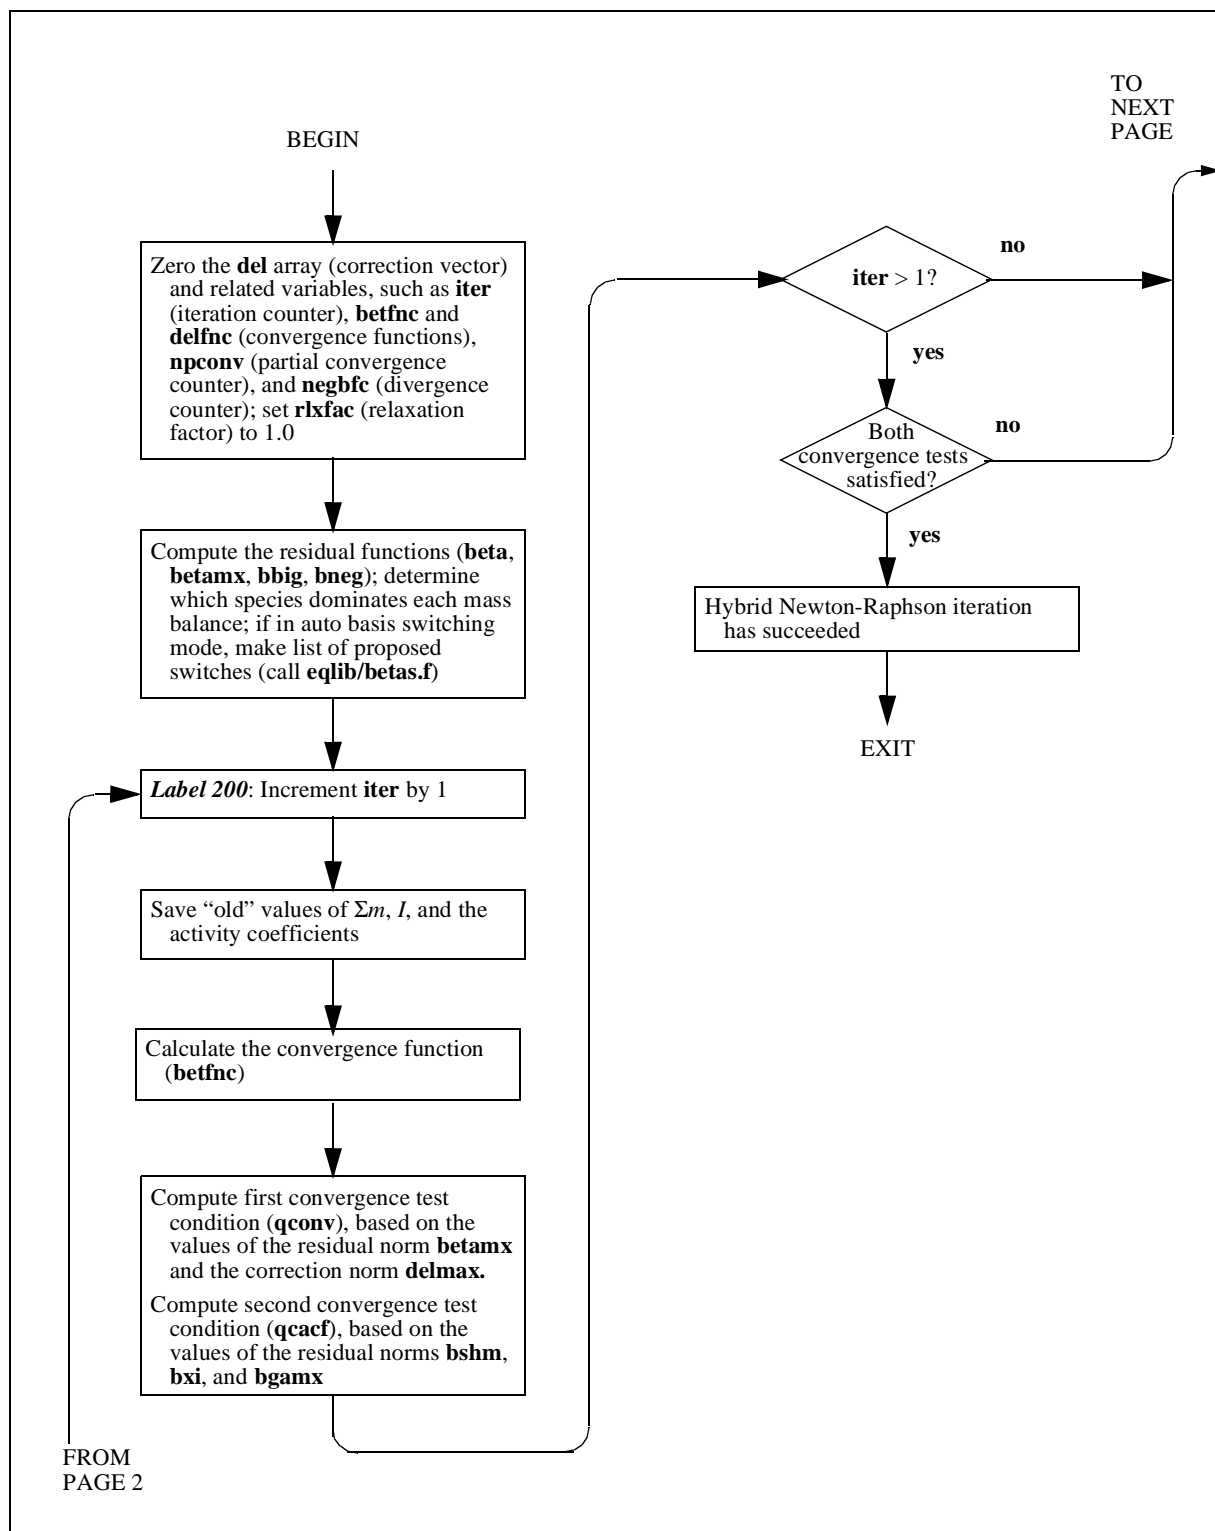 BEGIN
Zero the del array (correction vector)
and related variables, such as iter
(iteration counter), betfnc and
delfnc (convergence functions),
npconv (partial convergence
counter), and negbfc (divergence
counter); set rlxfac (relaxation
factor) to 1.0
Compute the residual functions (beta,
betamx, bbig, bneg); determine
which species dominates each mass
balance; if in auto basis switching
mode, make list of proposed
switches (call eqlib/betas.f)
Label 200: Increment iter by 1
Save “old” values of Σm, I, and the
activity coefficients
Calculate the convergence function
(betfnc)
Compute first convergence test
condition (qconv), based on the
values of the residual norm betamx
and the correction norm delmax.
Compute second convergence test
condition (qcacf), based on the
values of the residual norms bshm,
bxi, and bgamx
FROM
PAGE 2
TO
NEXT
PAGE
iter > 1?
no
yes
Both
convergence tests
satisfied?
no
yes
Hybrid Newton-Raphson iteration
has succeeded
EXIT